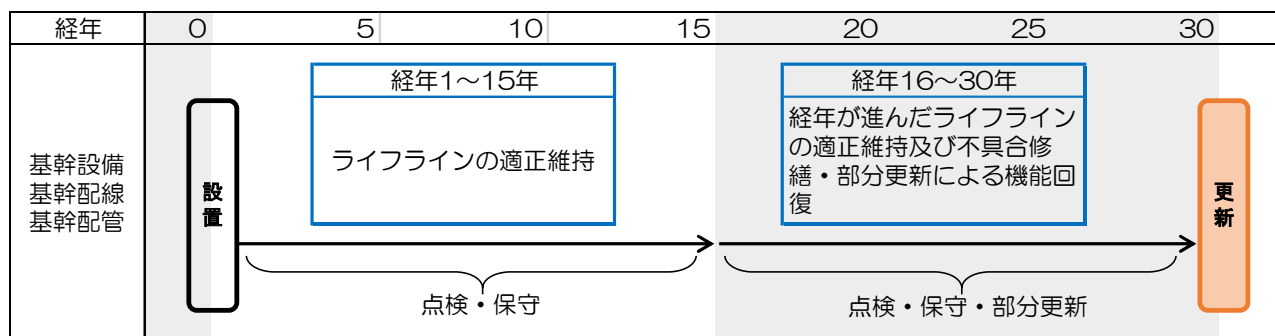 経年 0 5 10 15 20 25 30
基幹設備
基幹配線
基幹配管
設置
経年1～15年
ライフラインの適正維持
経年16～30年
経年が進んだライフライン
の適正維持及び不具合修
繕・部分更新による機能回
復
更新
点検・保守
点検・保守・部分更新